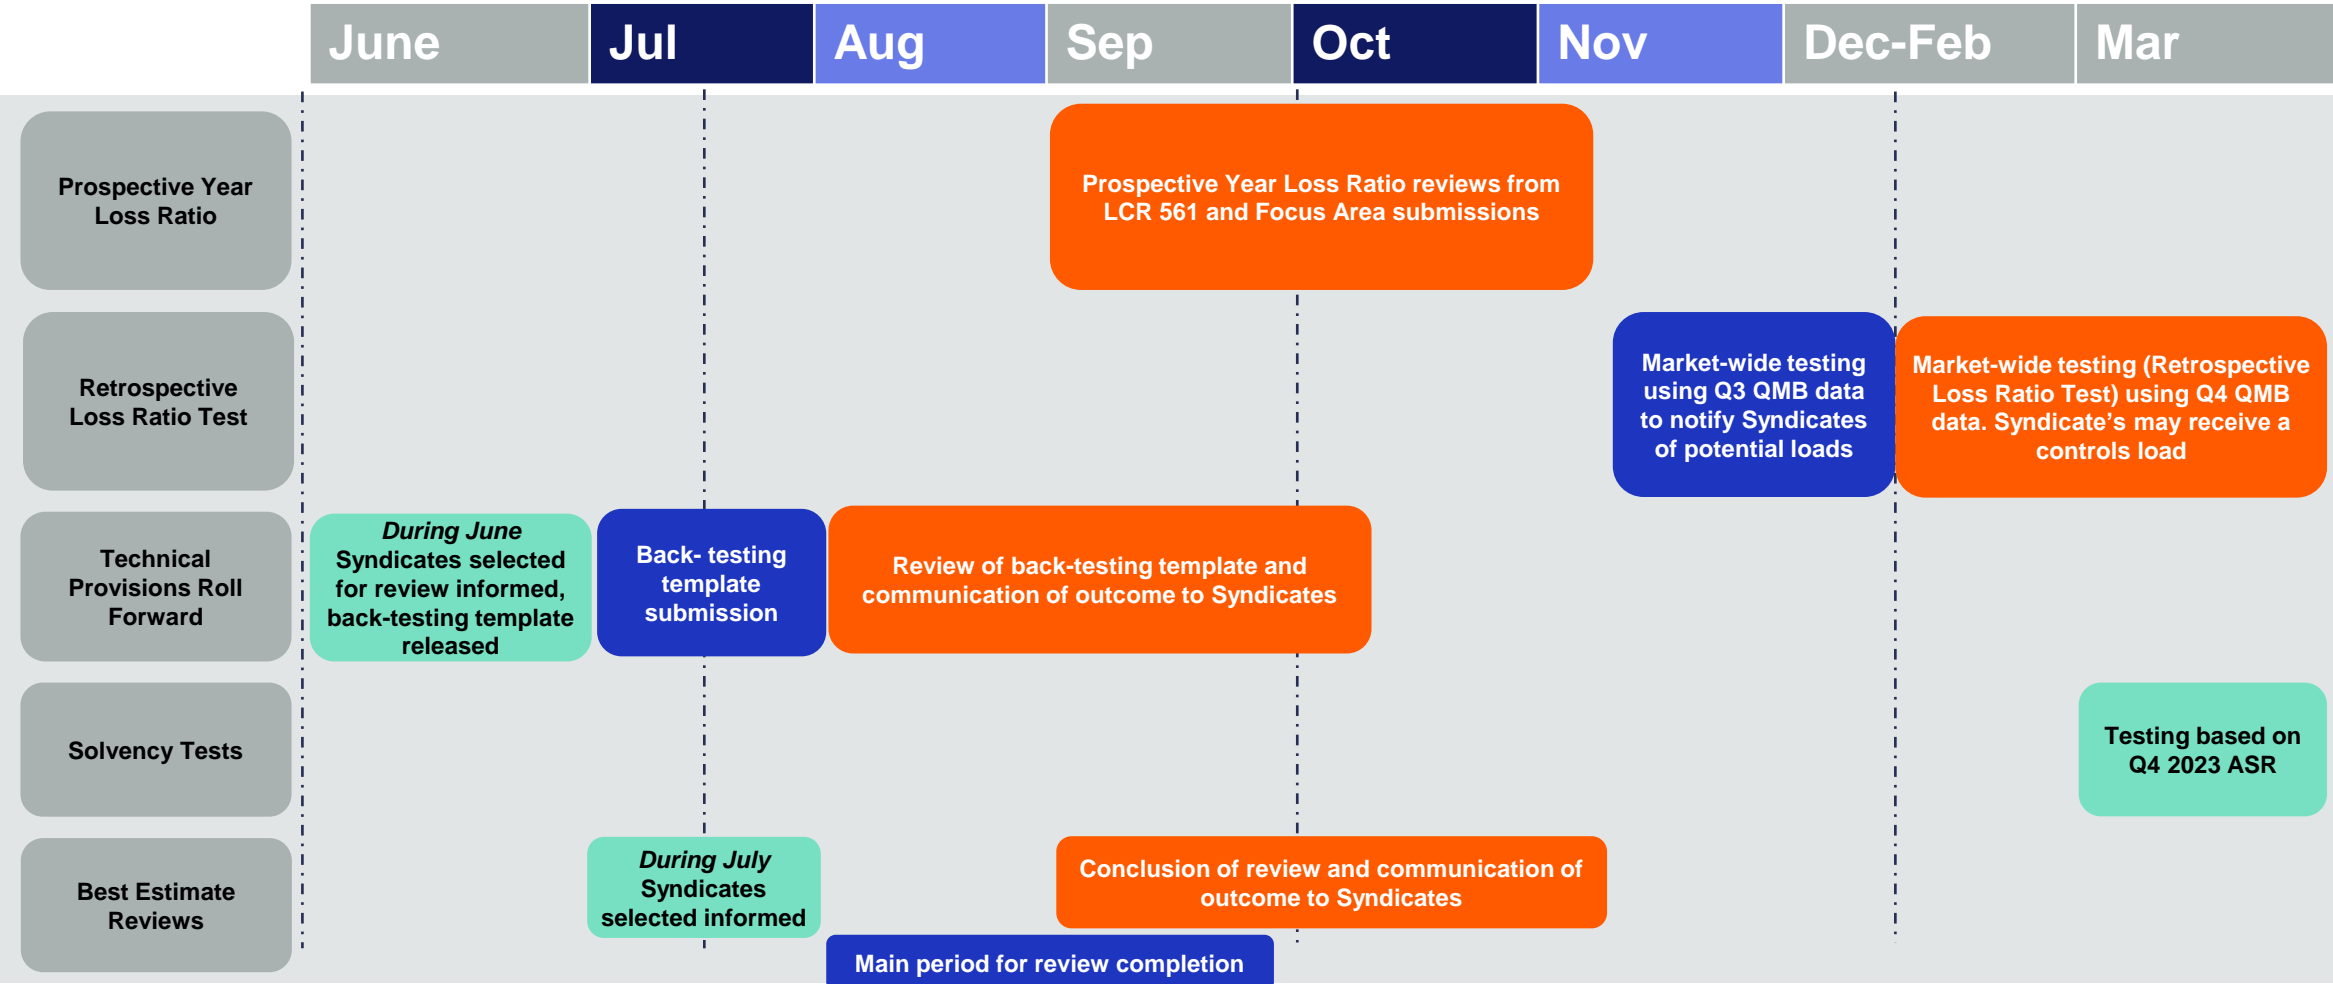 June
Jul
Aug
Sep
Oct
Nov
Dec-Feb
Mar
Prospective Year
Loss Ratio
Prospective Year Loss Ratio reviews from
LCR 561 and Focus Area submissions
Retrospective
Loss Ratio Test
Market-wide testing
using Q3 QMB data
to notify Syndicates
of potential loads
Market-wide testing (Retrospective
Loss Ratio Test) using Q4 QMB
data. Syndicate’s may receive a
controls load
Technical
Provisions Roll
Forward
During June
Syndicates selected
for review informed,
back-testing template
released
Back- testing
template
submission
Review of back-testing template and
communication of outcome to Syndicates
Solvency Tests
Testing based on
Q4 2023 ASR
Best Estimate
Reviews
During July
Syndicates
selected informed
Conclusion of review and communication of
outcome to Syndicates
Main period for review completion